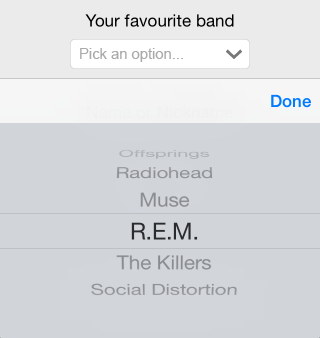 Your favourite band
Pick an option...
Done
Offsprings
Radiohead
Muse
R.E.M.
The Killers
Social Distortion